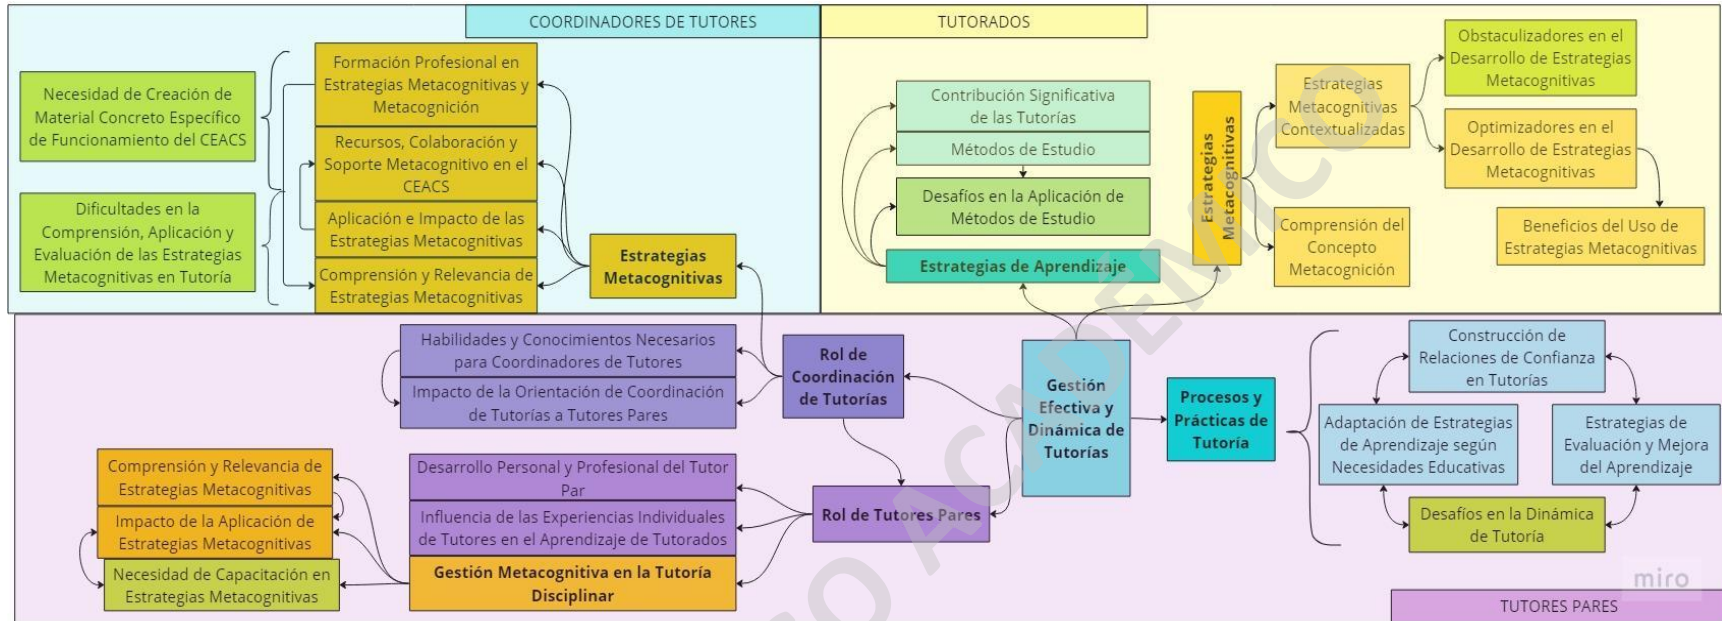 COORDINADORES DE TUTORES
TUTORADOS
Necesidad de Creación de
Material Concreto Específico
de Funcionamiento del CEACS
Dificultades en la
Comprensión, Aplicación y
Evaluación de las Estrategias
Metacognitivas en Tutoría
Formación Profesional en
Estrategias Metacognitivas y
Metacognición
Recursos, Colaboración y
Soporte Metacognitivo en el
CEACS
Aplicación e Impacto de las
Estrategias Metacognitivas
Comprensión y Relevancia de
Estrategias Metacognitivas
Estrategias
Metacognitivas
Contribución Significativa
de las Tutorías
Métodos de Estudio
Desafíos en la Aplicación de
Métodos de Estudio
Estrategias de Aprendizaje
Estrategias
Metacognitivas
Estrategias
Metacognitivas
Contextualizadas
Comprensión del
Concepto
Metacognición
Obstaculizadores en el
Desarrollo de Estrategias
Metacognitivas
Optimizadores en el
Desarrollo de Estrategias
Metacognitivas
Beneficios del Uso de
Estrategias Metacognitivas
Habilidades y Conocimientos Necesarios
para Coordinadores de Tutores
Impacto de la Orientación de Coordinación
de Tutorías a Tutores Pares
Rol de
Coordinación
de Tutorías
Gestión
Efectiva y
Dinámica de
Tutorías
Procesos y
Prácticas de
Tutoría
Construcción de
Relaciones de Confianza
en Tutorías
Adaptación de Estrategias
de Aprendizaje según
Necesidades Educativas
Estrategias de
Evaluación y Mejora
del Aprendizaje
Desafíos en la Dinámica
de Tutoría
Comprensión y Relevancia de
Estrategias Metacognitivas
Impacto de la Aplicación de
Estrategias Metacognitivas
Necesidad de Capacitación en
Estrategias Metacognitivas
Desarrollo Personal y Profesional del Tutor
Par
Influencia de las Experiencias Individuales
de Tutores en el Aprendizaje de Tutorados
Gestión Metacognitiva en la Tutoría
Disciplinar
Rol de Tutores Pares
miro
TUTORES PARES
O ACADÉMICO